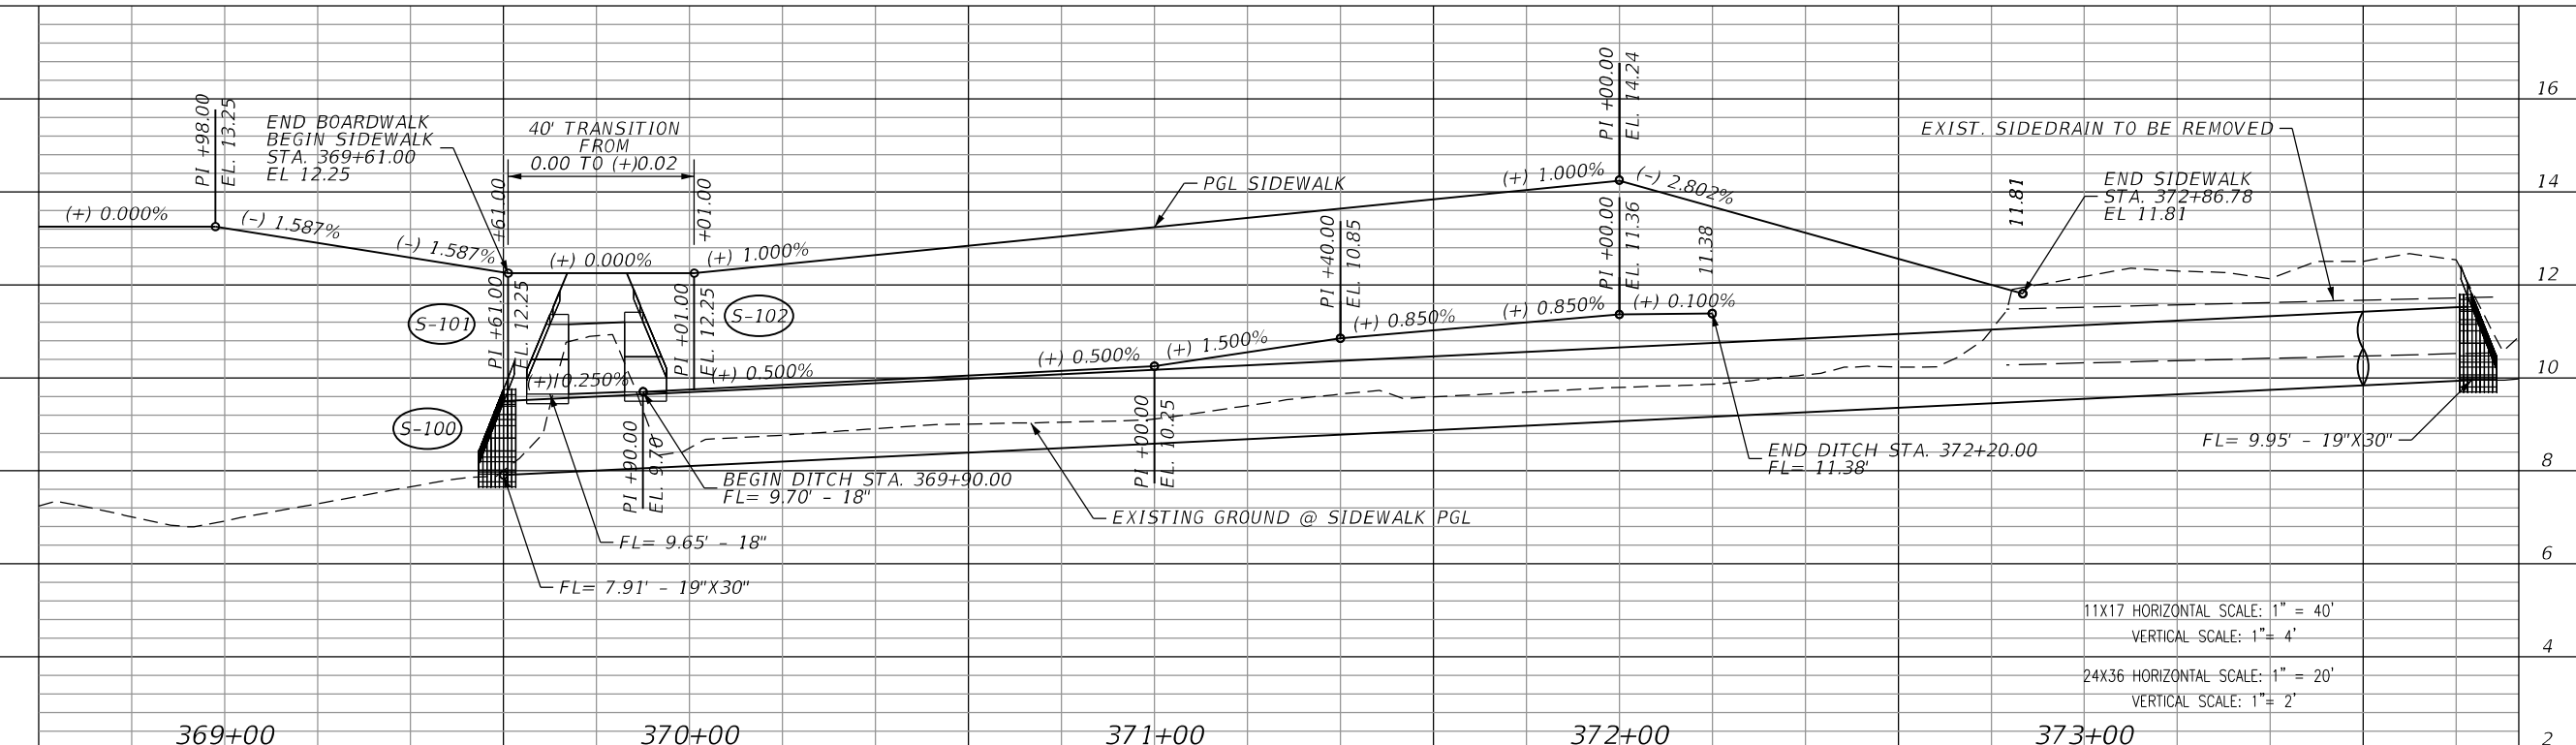 PI +98.00
EL. 13.25
END BOARDWALK
BEGIN SIDEWALK
STA. 369+61.00
EL 12.25
40' TRANSITION
FROM
0.00 TO (+)0.02
+61.00
+01.00
PGL SIDEWALK
PI +00.00
EL. 14.24
EXIST. SIDEDRAIN TO BE REMOVED
END SIDEWALK
STA. 372+86.78
EL 11.81
11.81
16
14
12
10
8
6
4
2
(+) 0.000%
(-) 1.587%
(-) 1.587%
(+) 0.000%
(+) 1.000%
(+) 1.000%
(-) 2.802%
S-101
PI +61.00
EL. 12.25
PI +01.00
EL. 12.25
S-102
PI +40.00
EL. 10.85
PI +00.00
EL. 11.36
11.38
(+) 0.250%
(+) 0.500%
(+) 0.500%
(+) 1.500%
(+) 0.850%
(+) 0.850%
(+) 0.100%
S-100
PI +90.00
EL. 9.70
PI +00.00
EL. 10.25
BEGIN DITCH STA. 369+90.00
FL= 9.70' - 18"
END DITCH STA. 372+20.00
FL= 11.38'
FL= 9.95' - 19"X30"
EXISTING GROUND @ SIDEWALK PGL
FL= 9.65' - 18"
FL= 7.91' - 19"X30"
11X17 HORIZONTAL SCALE: 1" = 40'
VERTICAL SCALE: 1"= 4'
24X36 HORIZONTAL SCALE: 1" = 20'
VERTICAL SCALE: 1"= 2'
369+00
370+00
371+00
372+00
373+00